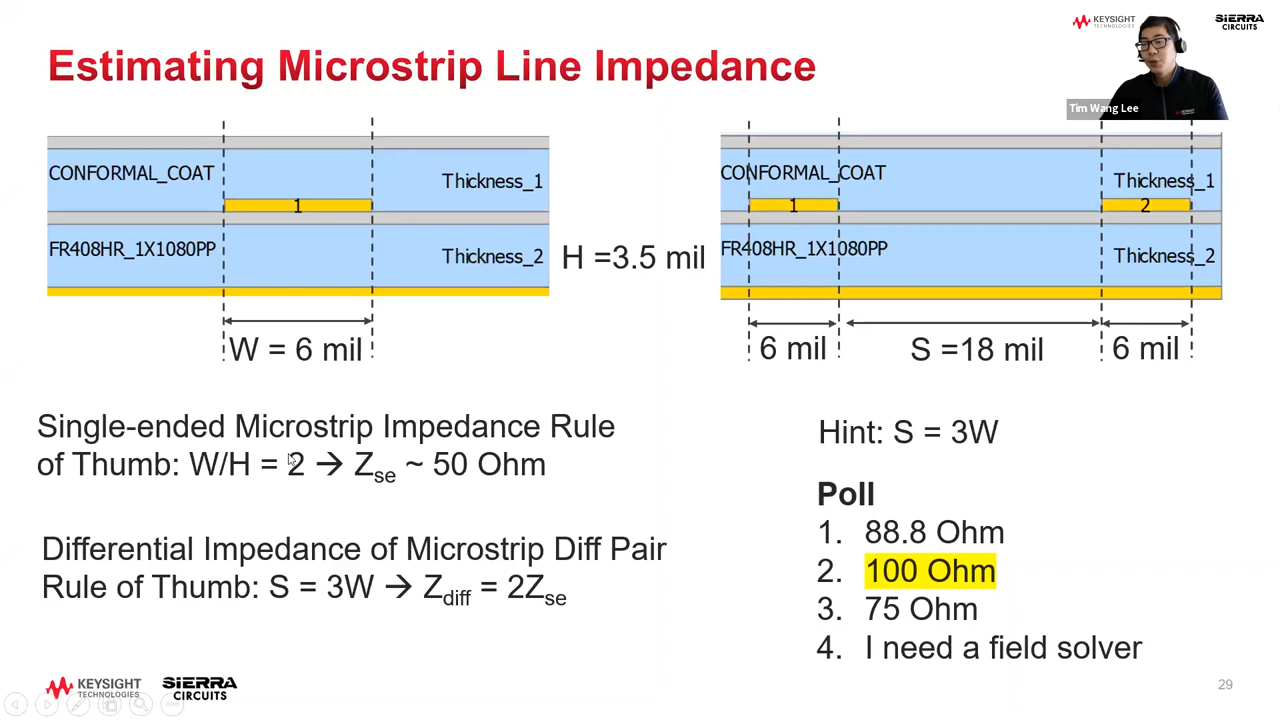 KEYSIGHT
TECHNOLOGIES
SIERRA
CIRCUITS
Tim Wang Lee
Estimating Microstrip Line Impedance
CONFORMAL_COAT
Thickness_1
1
FR408HR_1X1080PP
Thickness_2
W = 6 mil
H =3.5 mil
CONFORMAL_COAT
Thickness_1
1
2
FR408HR_1X1080PP
Thickness_2
6 mil
S =18 mil
6 mil
Single-ended Microstrip Impedance Rule
of Thumb: W/H = 2 → Zse ~ 50 Ohm
Differential Impedance of Microstrip Diff Pair
Rule of Thumb: S = 3W → Zdiff = 2Zse
Hint: S = 3W
Poll
1. 88.8 Ohm
2. 100 Ohm
3. 75 Ohm
4. I need a field solver
KEYSIGHT
TECHNOLOGIES
SIERRA
CIRCUITS
29